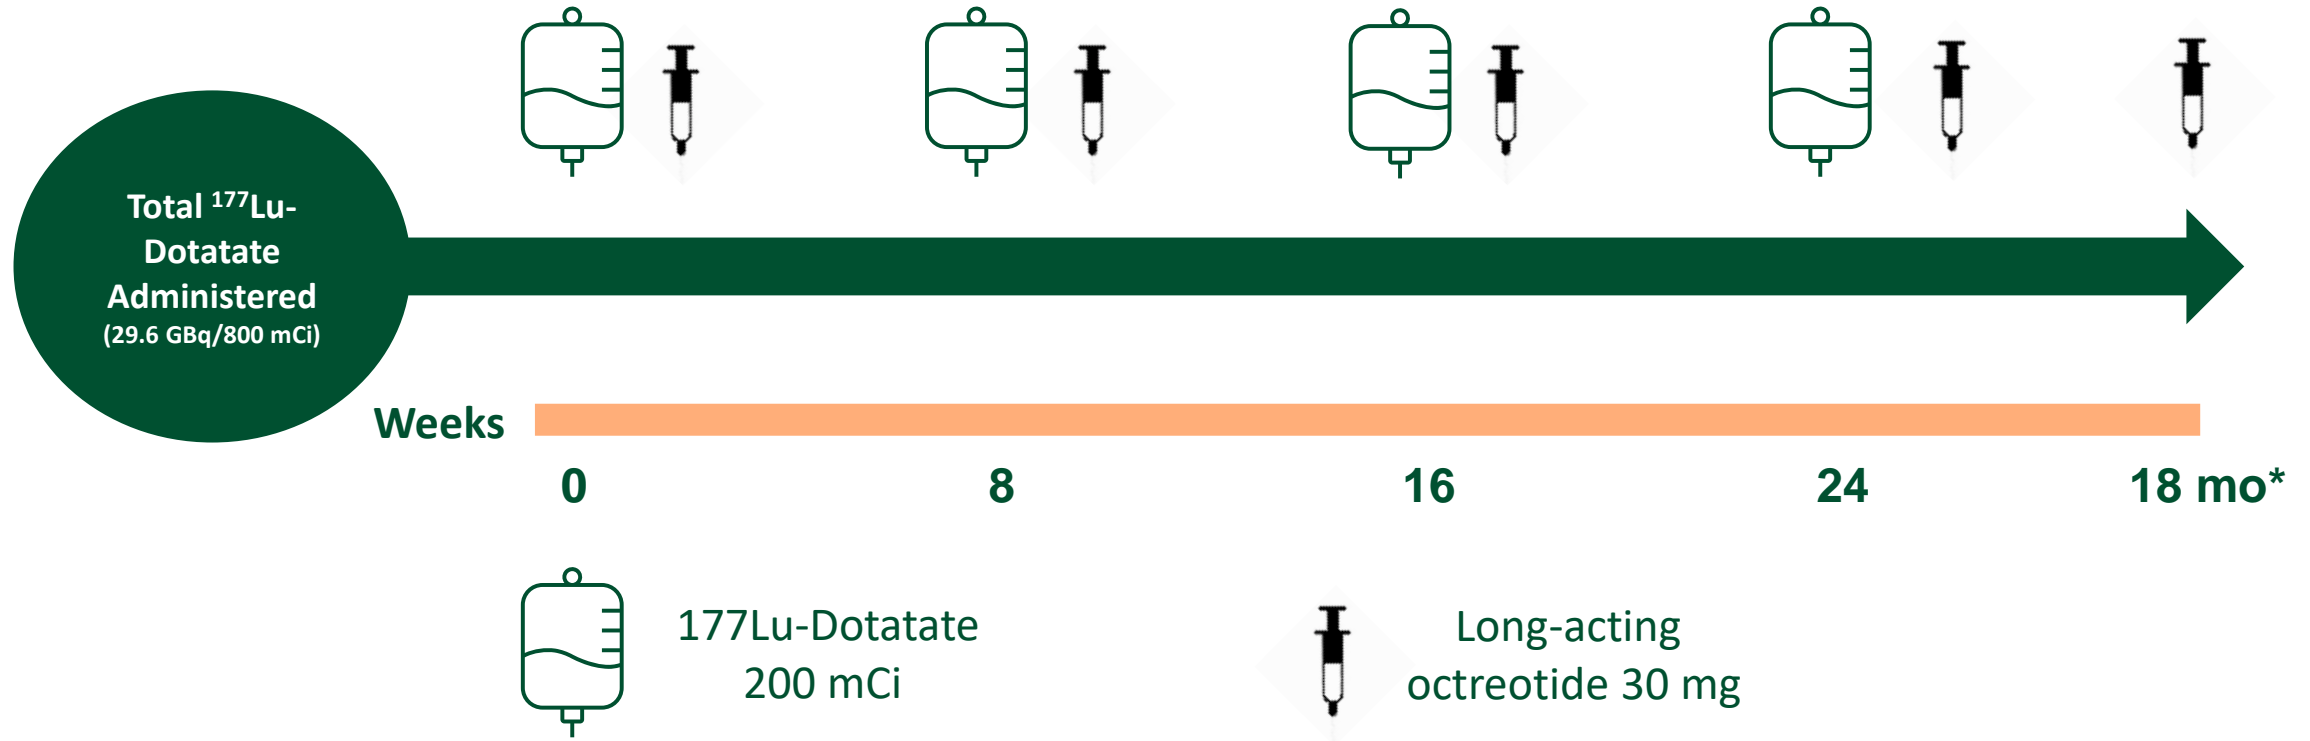 Total ¹⁷⁷Lu-
Dotatate
Administered
(29.6 GBq/800 mCi)
Weeks
0 8 16 24 18 mo*
177Lu-Dotatate
200 mCi
Long-acting
octreotide 30 mg